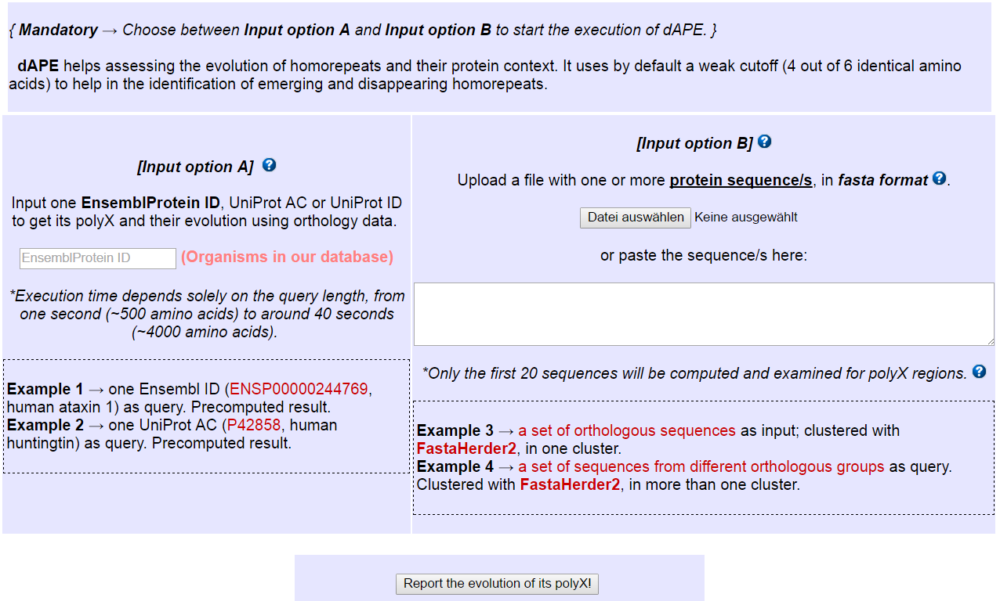 { Mandatory → Choose between Input option A and Input option B to start the execution of dAPE. }
dAPE helps assessing the evolution of homorepeats and their protein context. It uses by default a weak cutoff (4 out of 6 identical amino
acids) to help in the identification of emerging and disappearing homorepeats.
[Input option A] ?
Input one EnsemblProtein ID, UniProt AC or UniProt ID
to get its polyX and their evolution using orthology data.
EnsemblProtein ID (Organisms in our database)
*Execution time depends solely on the query length, from
one second (~500 amino acids) to around 40 seconds
(~4000 amino acids).
Example 1 → one Ensembl ID (ENSP00000244769,
human ataxin 1) as query. Precomputed result.
Example 2 → one UniProt AC (P42858, human
huntingtin) as query. Precomputed result.
[Input option B] ?
Upload a file with one or more protein sequence/s, in fasta format ?.
Datei auswählen Keine ausgewählt
or paste the sequence/s here:
*Only the first 20 sequences will be computed and examined for polyX regions. ?
Example 3 → a set of orthologous sequences as input; clustered with
FastaHerder2, in one cluster.
Example 4 → a set of sequences from different orthologous groups as query.
Clustered with FastaHerder2, in more than one cluster.
Report the evolution of its polyX!